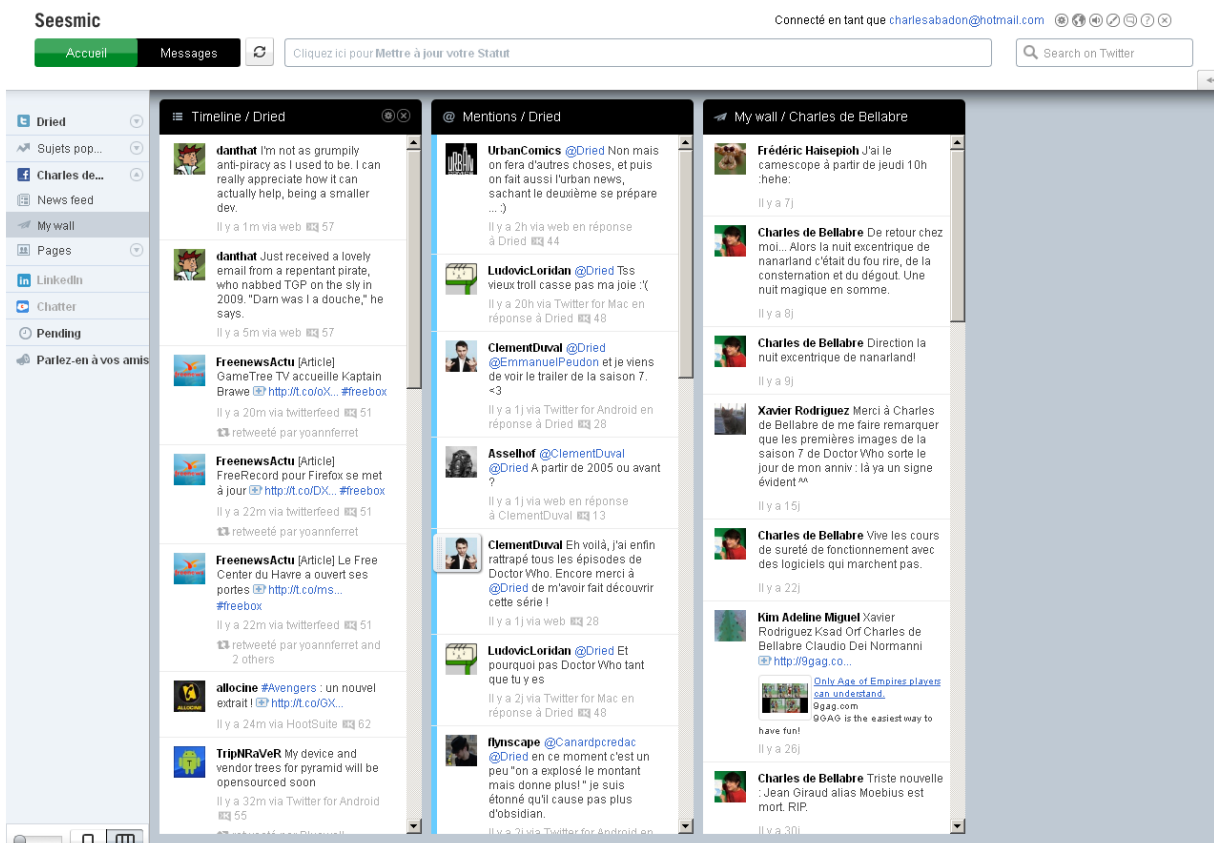 Seesmic
Connecté en tant que charlesabadon@hotmail.com
Accueil
Messages
Cliquez ici pour Mettre à jour votre Statut
Search on Twitter
Dried
Sujets pop...
Charles de...
News feed
My wall
Pages
LinkedIn
Chatter
Pending
Parlez-en à vos amis
Timeline / Dried
danthat I'm not as grumpily
anti-piracy as I used to be. I can
really appreciate how it can
actually help, being a smaller
dev.
Il y a 1m via web 57
danthat Just received a lovely
email from a repentant pirate,
who nabbed TGP on the sly in
2009. "Darn was I a douche," he
says.
Il y a 5m via web 57
FreenewsActu [Article]
GameTree TV accueille Kaptain
Brawe http://t.co/oX... #freebox
Il y a 20m via twitterfeed 51
retweeté par yoannferret
FreenewsActu [Article]
FreeRecord pour Firefox se met
à jour http://t.co/DX... #freebox
Il y a 22m via twitterfeed 51
retweeté par yoannferret
FreenewsActu [Article] Le Free
Center du Havre a ouvert ses
portes http://t.co/ms...
#freebox
Il y a 22m via twitterfeed 51
retweeté par yoannferret and
2 others
ALLOCINE
allocine #Avengers : un nouvel
extrait ! http://t.co/GX...
Il y a 24m via HootSuite 62
TripNRaVeR My device and
vendor trees for pyramid will be
opensourced soon
Il y a 32m via Twitter for Android
55
@ Mentions / Dried
URBAN
UrbanComics @Dried Non mais
on fera d'autres choses, et puis
on fait aussi l'urban news,
sachant le deuxième se prépare
... :)
Il y a 2h via web en réponse
à Dried 44
LudovicLoridan @Dried Tss
vieux troll casse pas ma joie :'(
Il y a 20h via Twitter for Mac en
réponse à Dried 48
ClementDuval @Dried
@EmmanuelPeudon et je viens
de voir le trailer de la saison 7.
<3
Il y a 1j via Twitter for Android en
réponse à Dried 28
Asselhof @ClementDuval
@Dried A partir de 2005 ou avant
?
Il y a 1j via web en réponse
à ClementDuval 13
ClementDuval Eh voilà, j'ai enfin
rattrapé tous les épisodes de
Doctor Who. Encore merci à
@Dried de m'avoir fait découvrir
cette série !
Il y a 1j via web 28
LudovicLoridan @Dried Et
pourquoi pas Doctor Who tant
que tu y es
Il y a 2j via Twitter for Mac en
réponse à Dried 48
flynscape @Canardpcredac
@Dried en ce moment c'est un
peu "on a explosé le montant
mais donne plus! " je suis
étonné qu'il cause pas plus
d'obsidian.
Il y a 2j via Twitter for Android en
My wall / Charles de Bellabre
Frédéric Haisepioh J'ai le
camescope à partir de jeudi 10h
:hehe:
Il y a 7j
Charles de Bellabre De retour chez
moi... Alors la nuit excentrique de
nanarland c'était du fou rire, de la
consternation et du dégout. Une
nuit magique en somme.
Il y a 8j
Charles de Bellabre Direction la
nuit excentrique de nanarland!
Il y a 9j
Xavier Rodriguez Merci à Charles
de Bellabre de me faire remarquer
que les premières images de la
saison 7 de Doctor Who sorte le
jour de mon anniv : là ya un signe
évident ^^
Il y a 15j
Charles de Bellabre Vive les cours
de sureté de fonctionnement avec
des logiciels qui marchent pas.
Il y a 22j
Kim Adeline Miguel Xavier
Rodriguez Ksad Orf Charles de
Bellabre Claudio Dei Normanni
http://9gag.co...
Only Age of Empires players
can understand.
9gag.com
9GAG is the easiest way to
have fun!
Il y a 26j
Charles de Bellabre Triste nouvelle
: Jean Giraud alias Moebius est
mort. RIP.
Il y a 30j